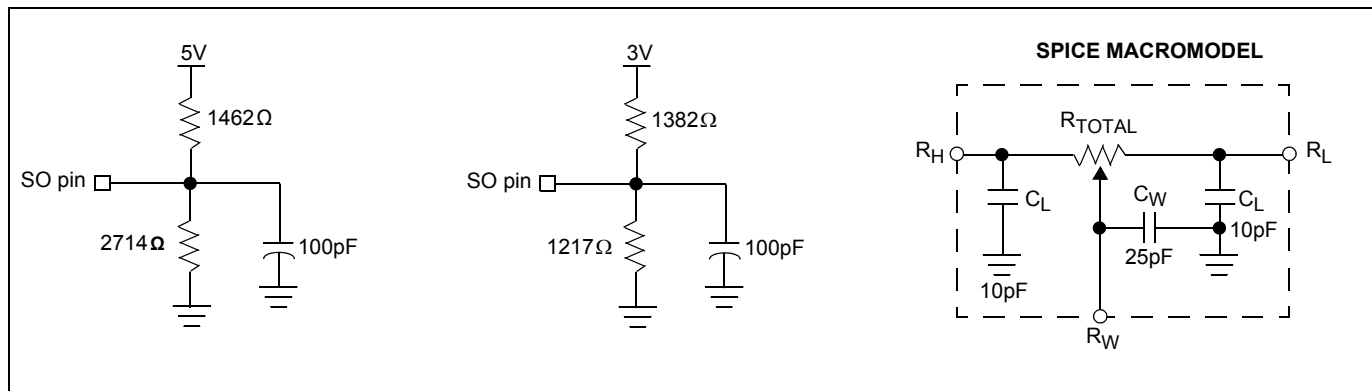 5V
1462Ω
SO pin
2714Ω
100pF
3V
1382Ω
SO pin
1217Ω
100pF
SPICE MACROMODEL
RTOTAL
RH
RL
CL
CW
CL
10pF
25pF
10pF
RW